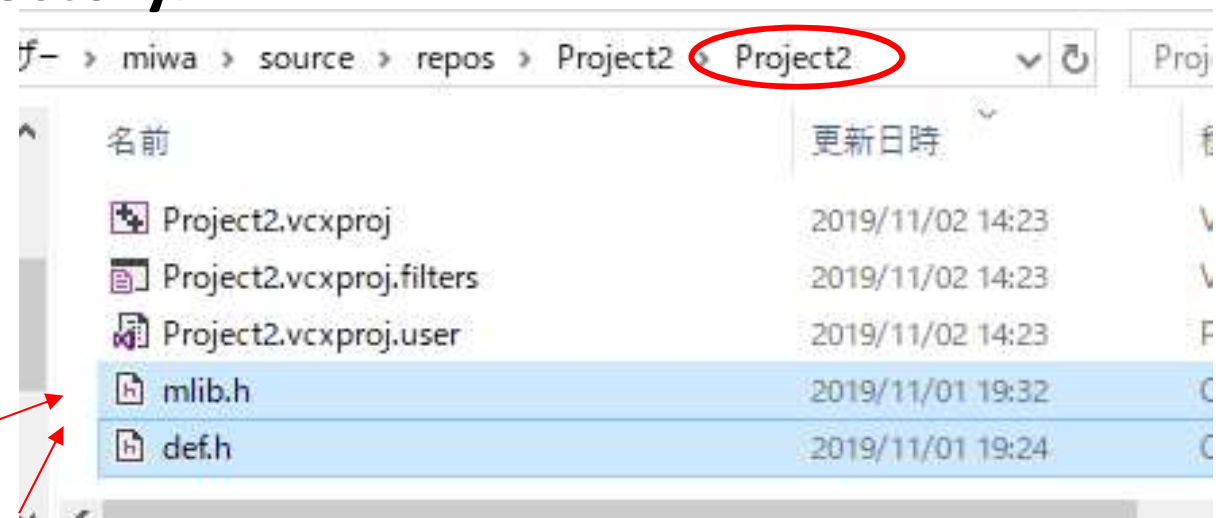 ザー > miwa > source > repos > Project2 > Project2
名前 更新日時
Project2.vcxproj 2019/11/02 14:23
Project2.vcxproj.filters 2019/11/02 14:23
Project2.vcxproj.user 2019/11/02 14:23
mlib.h 2019/11/01 19:32
def.h 2019/11/01 19:24